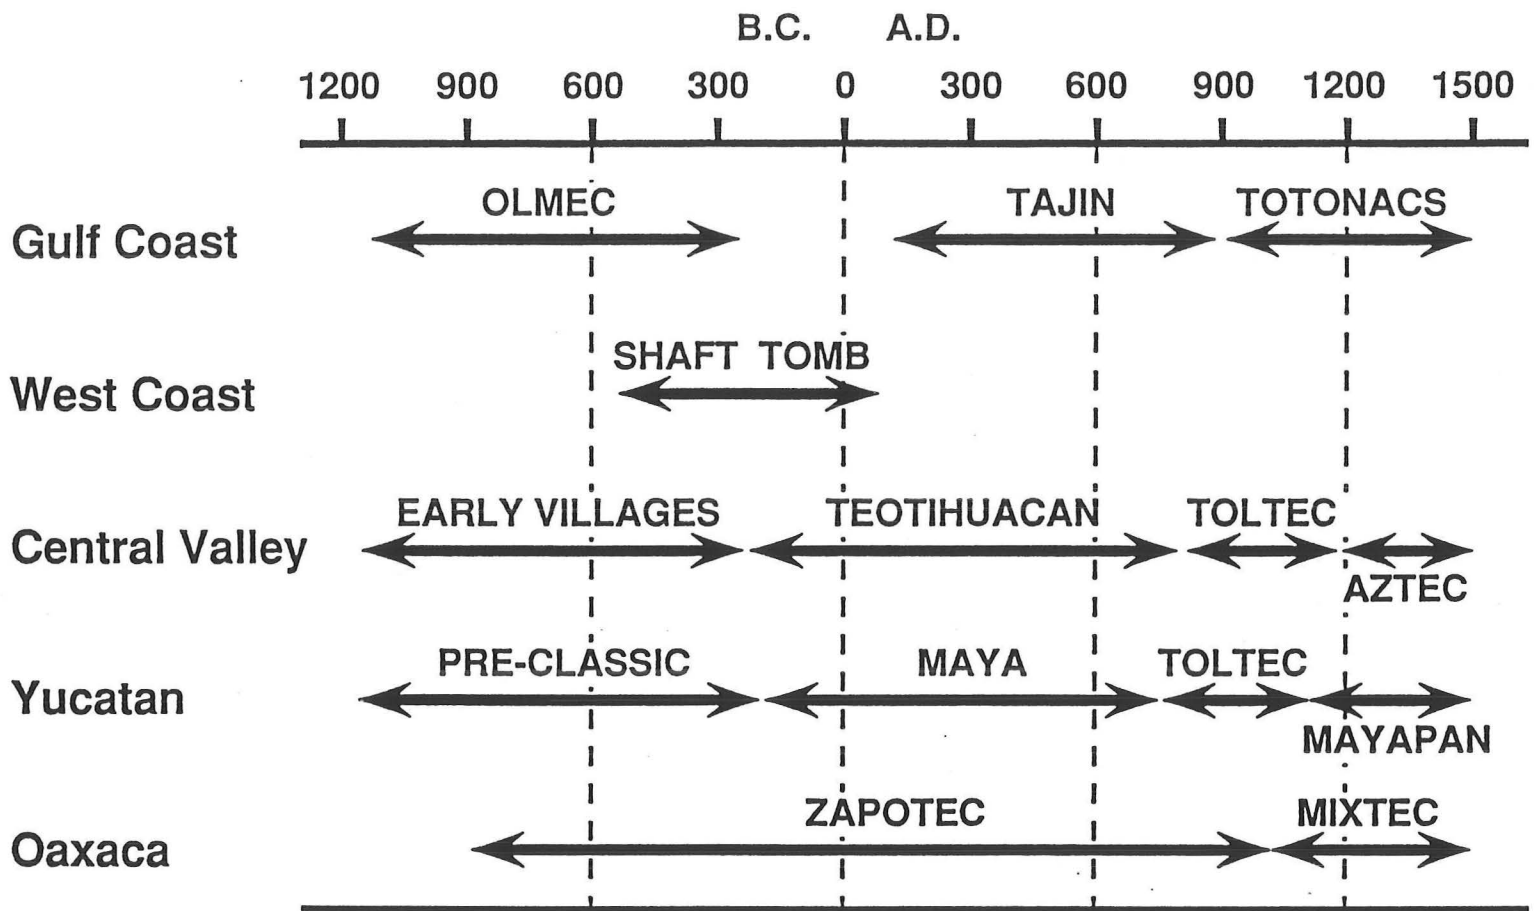 B.C. A.D.
1200 900 600 300 0 300 600 900 1200 1500
OLMEC TAJIN TOTONACS
Gulf Coast
SHAFT TOMB
West Coast
EARLY VILLAGES TEOTIHUACAN TOLTEC
Central Valley
AZTEC
PRE-CLASSIC MAYA TOLTEC
Yucatan
MAYAPAN
ZAPOTEC MIXTEC
Oaxaca